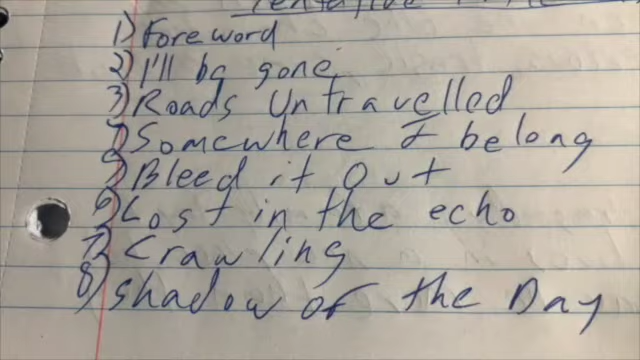 Tentative
1) Foreword
2) I'll be gone
3) Roads Untravelled
4) Somewhere I belong
5) Bleed it Out
6) Lost in the echo
7) Crawling
8) Shadow of the Day